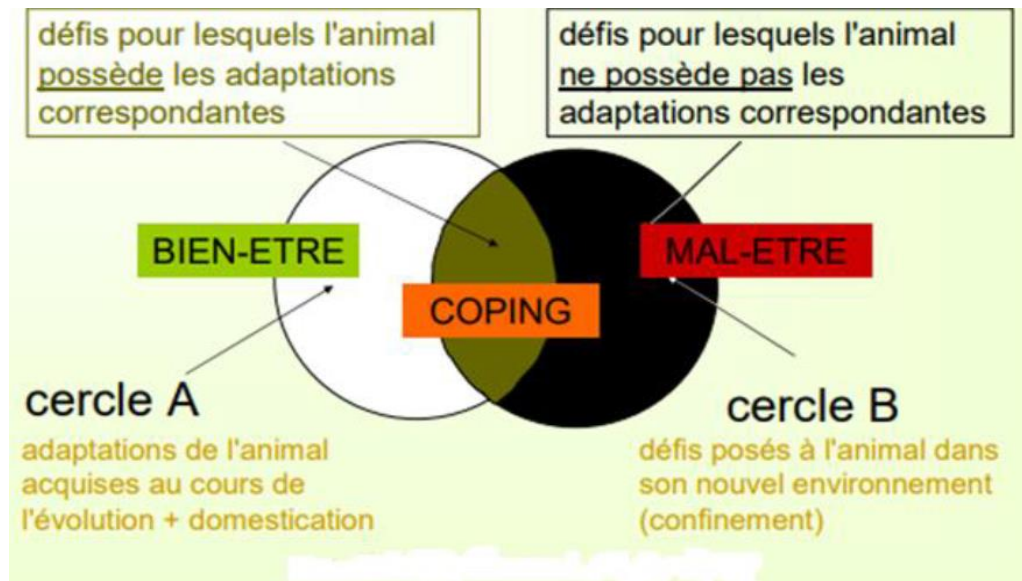 défis pour lesquels l'animal
possède les adaptations
correspondantes
défis pour lesquels l'animal
ne possède pas les
adaptations correspondantes
BIEN-ETRE
MAL-ETRE
COPING
cercle A
adaptations de l'animal
acquises au cours de
l'évolution + domestication
cercle B
défis posés à l'animal dans
son nouvel environnement
(confinement)